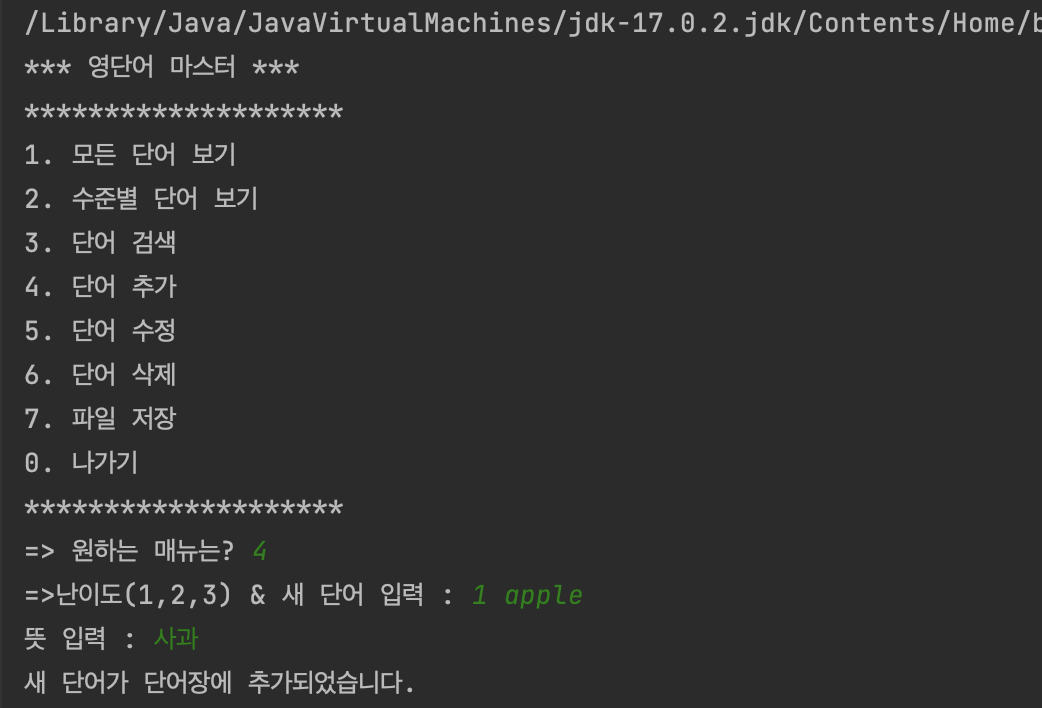 /Library/Java/JavaVirtualMachines/jdk-17.0.2.jdk/Contents/Home/b
*** 영단어 마스터 ***
********************
1. 모든 단어 보기
2. 수준별 단어 보기
3. 단어 검색
4. 단어 추가
5. 단어 수정
6. 단어 삭제
7. 파일 저장
0. 나가기
********************
=> 원하는 매뉴는? 4
=>난이도(1,2,3) & 새 단어 입력 : 1 apple
뜻 입력 : 사과
새 단어가 단어장에 추가되었습니다.